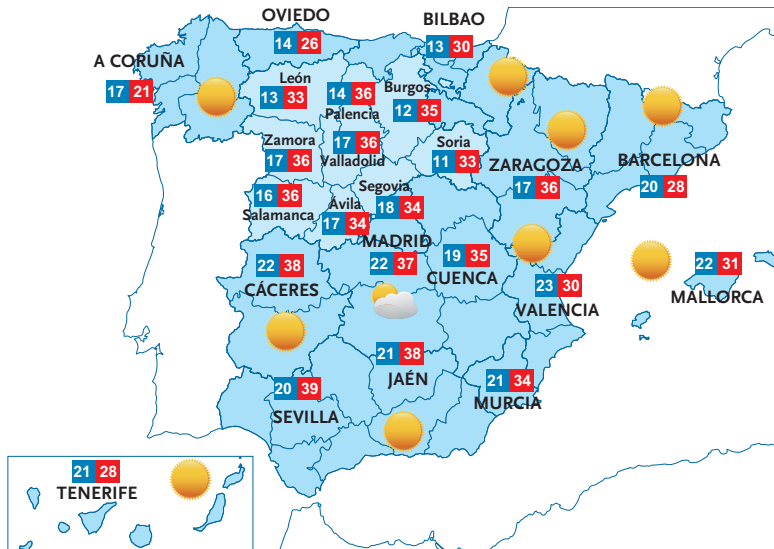 OVIEDO
14 26
BILBAO
13 30
A CORUÑA
17 21
León
13 33
14 36
Palencia
Burgos
12 35
Zamora
17 36
17 36
Valladolid
Soria
11 33
ZARAGOZA
17 36
BARCELONA
20 28
16 36
Salamanca
Ávila
17 34
Segovia
18 34
MADRID
22 37
19 35
CUENCA
22 38
CÁCERES
23 30
VALENCIA
22 31
MALLORCA
21 38
JAÉN
20 39
SEVILLA
21 34
MURCIA
21 28
TENERIFE